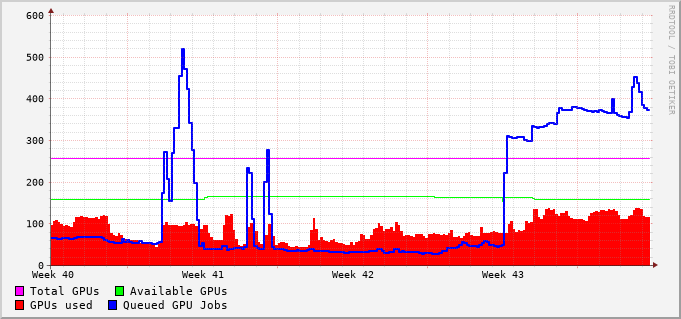 600
500
400
300
200
100
0
Week 40 Week 41 Week 42 Week 43
Total GPUs Available GPUs
GPUs used Queued GPU Jobs
RRDTOOL / TOBI OETIKER